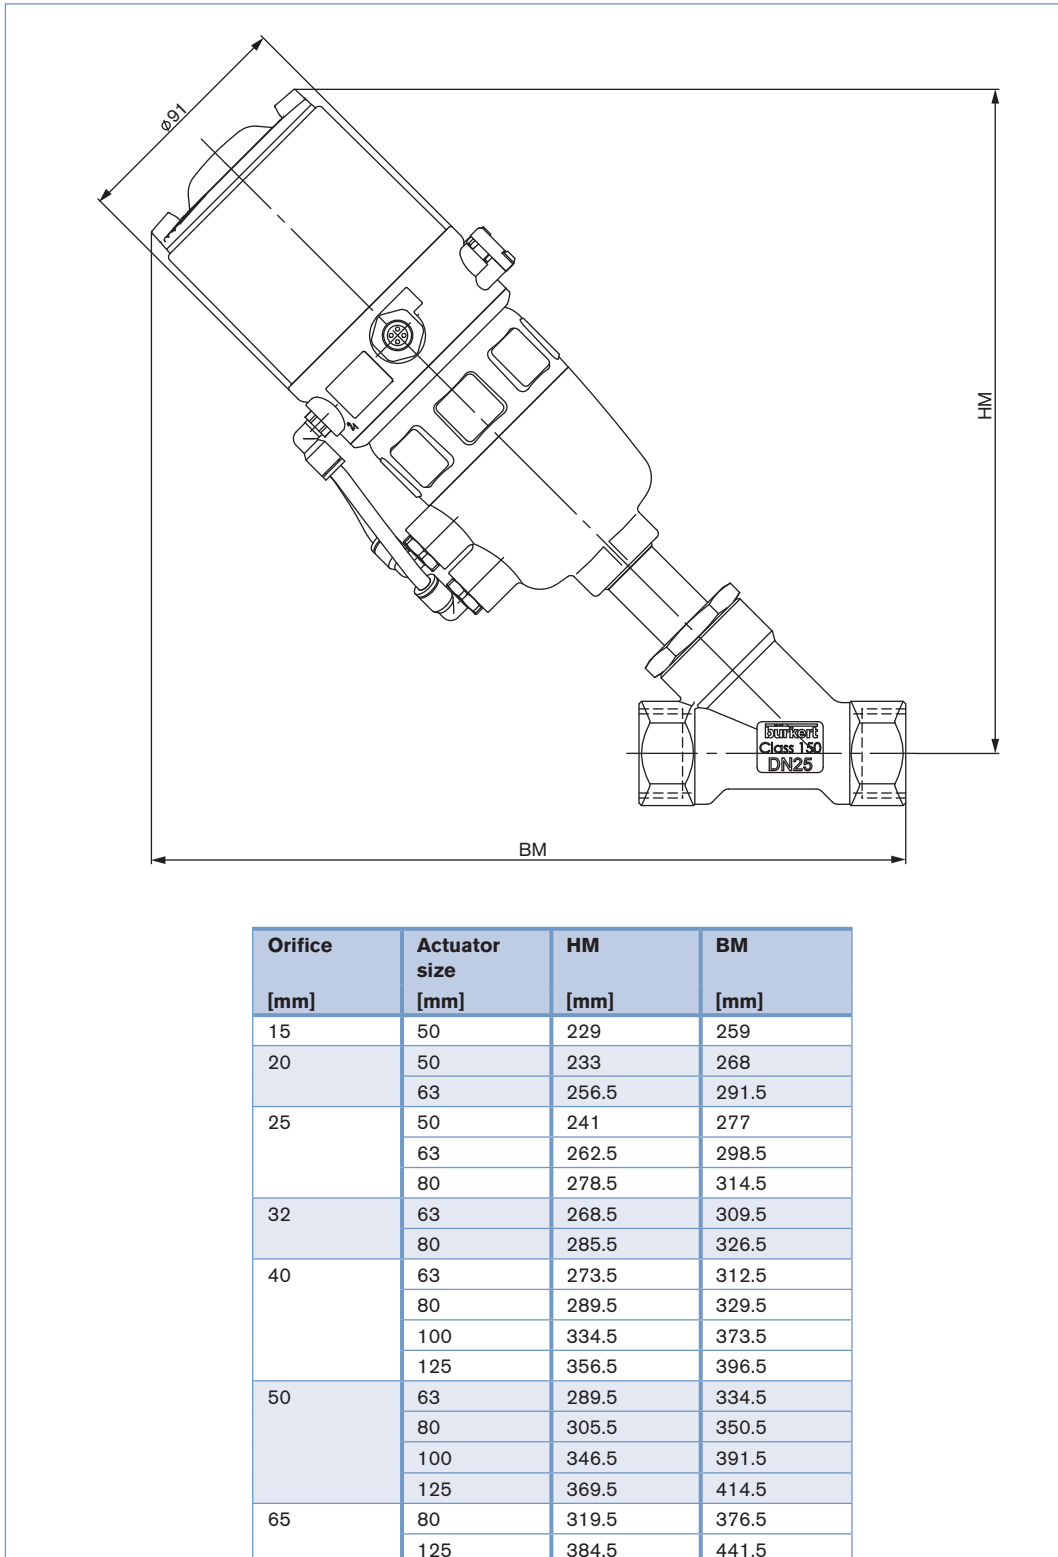 ø91
HM
burkert
Class 150
DN25
BM
Orifice Actuator size HM BM
[mm] [mm] [mm] [mm]
15 50 229 259
20 50 233 268
63 256.5 291.5
25 50 241 277
63 262.5 298.5
80 278.5 314.5
32 63 268.5 309.5
80 285.5 326.5
40 63 273.5 312.5
80 289.5 329.5
100 334.5 373.5
125 356.5 396.5
50 63 289.5 334.5
80 305.5 350.5
100 346.5 391.5
125 369.5 414.5
65 80 319.5 376.5
125 384.5 441.5